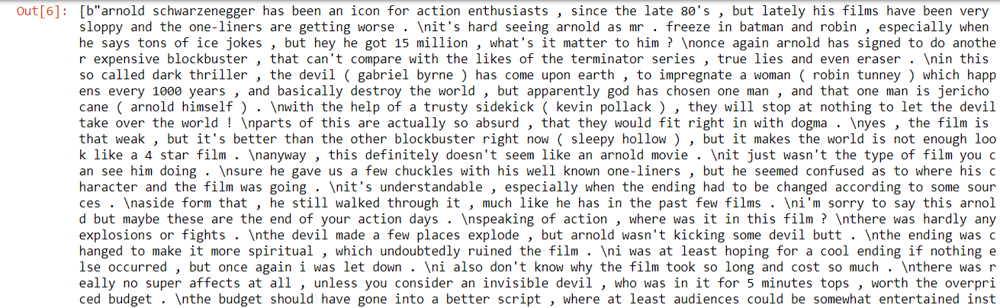 Out[6]: [b"arnold schwarzenegger has been an icon for action enthusiasts , since the late 80's , but lately his films have been very
sloppy and the one-liners are getting worse . \nit's hard seeing arnold as mr . freeze in batman and robin , especially when
he says tons of ice jokes , but hey he got 15 million , what's it matter to him ? \nonce again arnold has signed to do anothe
r expensive blockbuster , that can't compare with the likes of the terminator series , true lies and even eraser . \nin this
so called dark thriller , the devil ( gabriel byrne ) has come upon earth , to impregnate a woman ( robin tunney ) which happ
ens every 1000 years , and basically destroy the world , but apparently god has chosen one man , and that one man is jericho
cane ( arnold himself ) . \nwith the help of a trusty sidekick ( kevin pollack ) , they will stop at nothing to let the devil
take over the world ! \nparts of this are actually so absurd , that they would fit right in with dogma . \nyes , the film is
that weak , but it's better than the other blockbuster right now ( sleepy hollow ) , but it makes the world is not enough loo
k like a 4 star film . \nanyway , this definitely doesn't seem like an arnold movie . \nit just wasn't the type of film you c
an see him doing . \nsure he gave us a few chuckles with his well known one-liners , but he seemed confused as to where his c
haracter and the film was going . \nit's understandable , especially when the ending had to be changed according to some sour
ces . \naside form that , he still walked through it , much like he has in the past few films . \ni'm sorry to say this arnol
d but maybe these are the end of your action days . \nspeaking of action , where was it in this film ? \nthere was hardly any
explosions or fights . \nthe devil made a few places explode , but arnold wasn't kicking some devil butt . \nthe ending was c
hanged to make it more spiritual , which undoubtedly ruined the film . \ni was at least hoping for a cool ending if nothing e
lse occurred , but once again i was let down . \ni also don't know why the film took so long and cost so much . \nthere was r
eally no super affects at all , unless you consider an invisible devil , who was in it for 5 minutes tops , worth the overpri
ced budget . \nthe budget should have gone into a better script , where at least audiences could be somewhat entertained inst